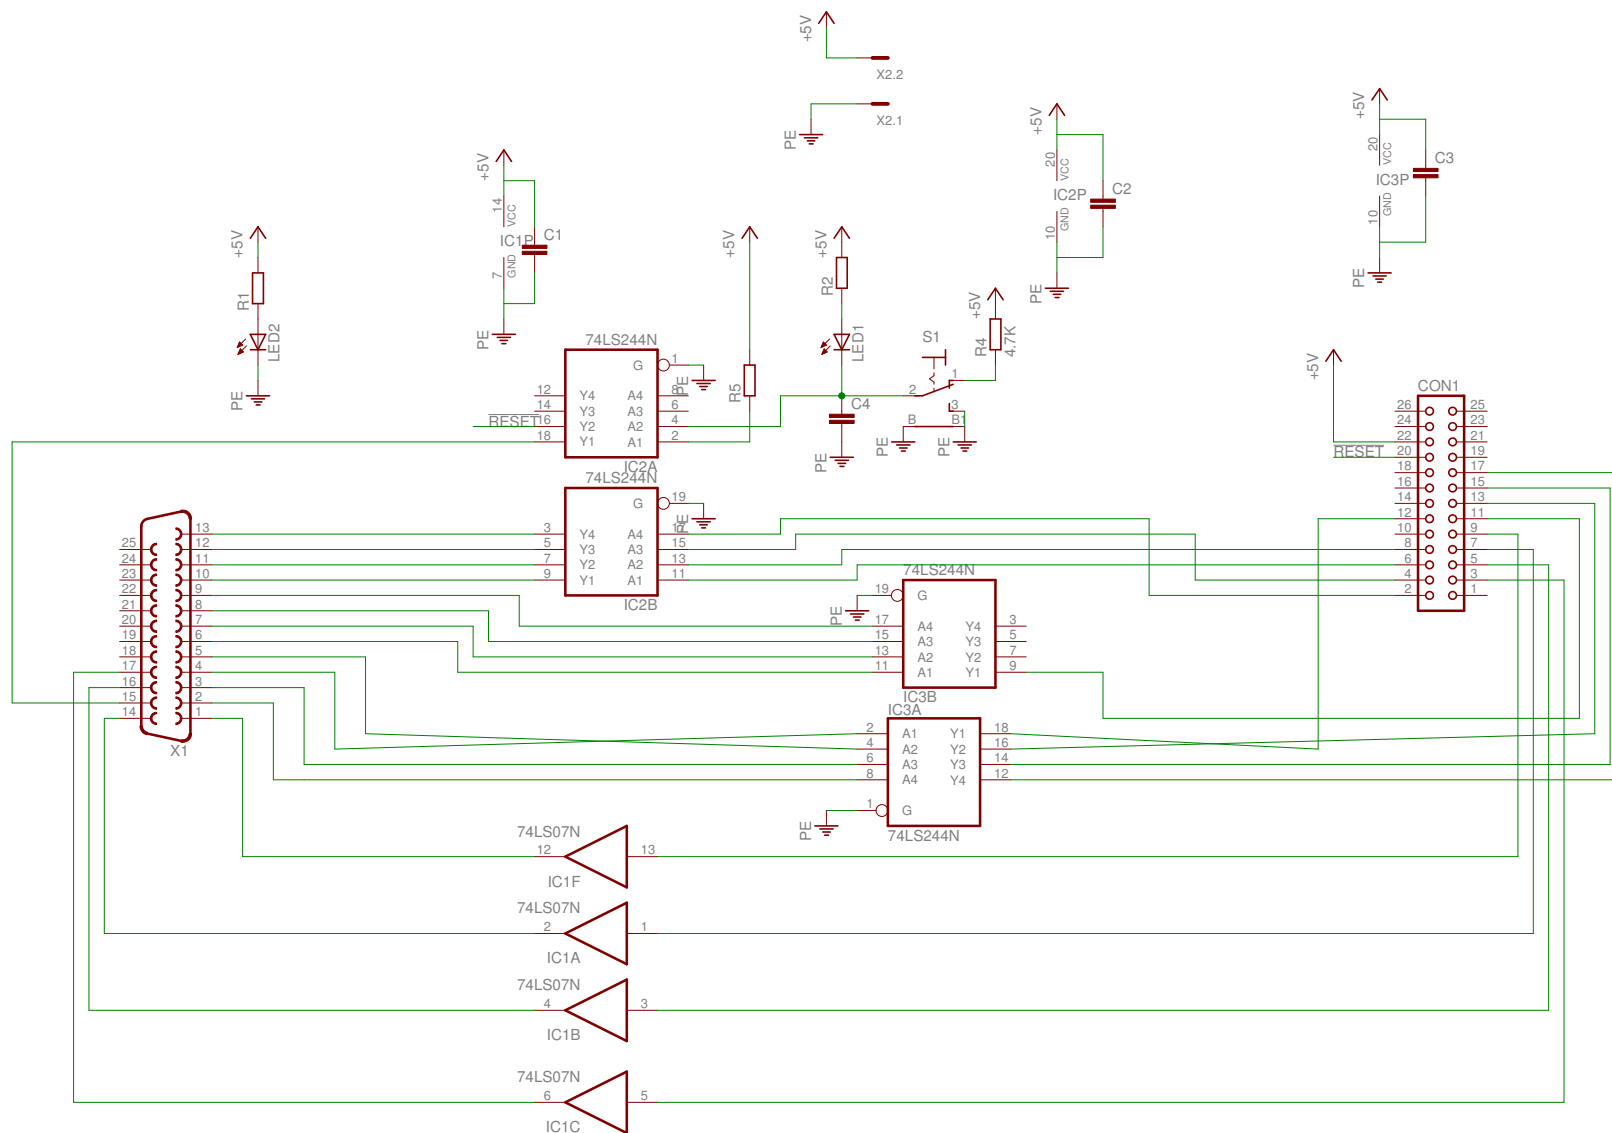 +5V
X2.2
X2.1
PE
+5V
14
VCC
IC1P
C1
7
GND
PE
+5V
20
VCC
IC2P
C2
10
GND
PE
+5V
20
VCC
IC3P
C3
10
GND
PE
+5V
R1
LED2
PE
+5V
R5
+5V
R2
LED1
C4
PE
S1
+5V
R4
4.7K
1
2
3
B
B1
PE
PE
74LS244N
G
1
PE
12 Y4 A4 8
14 Y3 A3 6
RESET 16 Y2 A2 4
18 Y1 A1 2
IC2A
74LS244N
G
19
PE
3 Y4 A4 17
5 Y3 A3 15
7 Y2 A2 13
9 Y1 A1 11
IC2B
+5V
CON1
26 25
24 23
22 21
RESET 20 19
18 17
16 15
14 13
12 11
10 9
8 7
6 5
4 3
2 1
13
25 12
24 11
23 10
22 9
21 8
20 7
19 6
18 5
17 4
16 3
15 2
14 1
X1
74LS244N
19 G
PE
17 A4 Y4 3
15 A3 Y3 5
13 A2 Y2 7
11 A1 Y1 9
IC3B
IC3A
2 A1 Y1 18
4 A2 Y2 16
6 A3 Y3 14
8 A4 Y4 12
1 G
PE
74LS244N
74LS07N
12 13
IC1F
74LS07N
2 1
IC1A
74LS07N
4 3
IC1B
74LS07N
6 5
IC1C